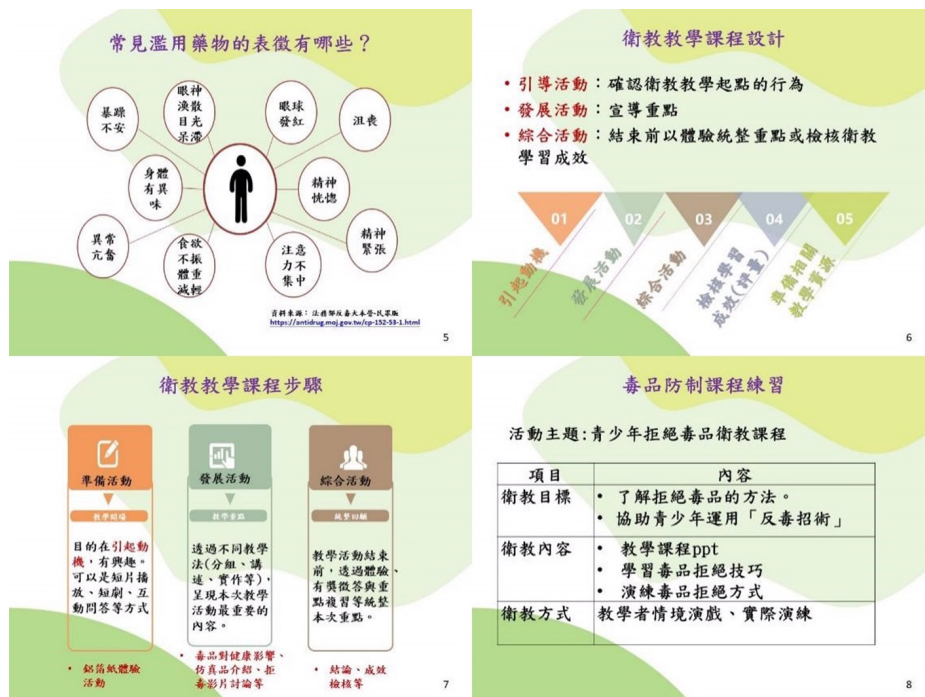 常見濫用藥物的表徵有哪些？
暴躁
不安
眼神
渙散
目光
呆滯
眼球
發紅
沮喪
身體
有異
味
精神
恍惚
異常
亢奮
食欲
不振
體重
減輕
注意
力不
集中
精神
緊張
資料來源：法務部反毒大本營-民眾版
https://antidrug.moj.gov.tw/cp-152-53-1.html
5
衛教教學課程設計
• 引導活動：確認衛教教學起點的行為
• 發展活動：宣導重點
• 綜合活動：結束前以體驗統整重點或檢核衛教
學習成效
01
02
03
04
05
引起動機
發展活動
綜合活動
檢核學習
成效(評量)
準備相關
教學資源
6
衛教教學課程步驟
準備活動
目的在引起動
機，有興趣。
可以是短片播
放、短劇、互
動問答等方式
• 鋁箔紙體驗
活動
發展活動
教學重點
透過不同教學
法(分組、講
述、實作等)，
呈現本次教學
活動最重要的
內容。
• 毒品對健康影響、
仿真品介紹、拒
毒影片討論等
綜合活動
統整回顧
教學活動結束
前，透過體驗、
有獎徵答與重
點複習等統整
本次重點。
• 結論、成效
檢核等
7
毒品防制課程練習
活動主題:青少年拒絕毒品衛教課程
項目
內容
衛教目標
• 了解拒絕毒品的方法。
• 協助青少年運用「反毒招術」
衛教內容
• 教學課程ppt
• 學習毒品拒絕技巧
• 演練毒品拒絕方式
衛教方式
教學者情境演戲、實際演練
8